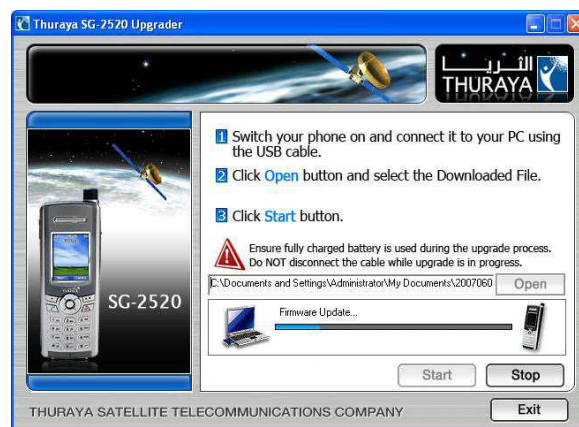 Thuraya SG-2520 Upgrader
الثريا
THURAYA
1 Switch your phone on and connect it to your PC using
the USB cable.
2 Click Open button and select the Downloaded File.
3 Click Start button.
Ensure fully charged battery is used during the upgrade process.
Do NOT disconnect the cable while upgrade is in progress.
C:\Documents and Settings\Administrator\My Documents\2007060
Open
SG-2520
Firmware Update...
Start
Stop
THURAYA SATELLITE TELECOMMUNICATIONS COMPANY
Exit